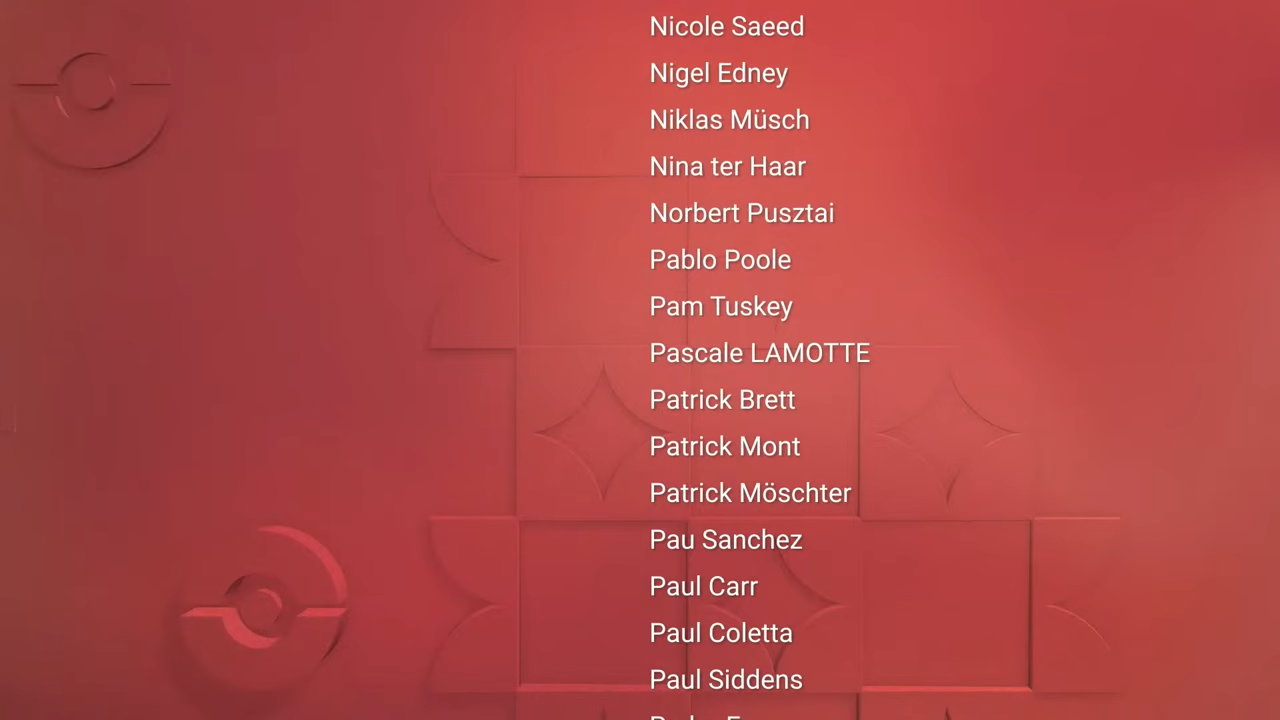 Nicole Saeed
Nigel Edney
Niklas Müsch
Nina ter Haar
Norbert Pusztai
Pablo Poole
Pam Tuskey
Pascale LAMOTTE
Patrick Brett
Patrick Mont
Patrick Möschter
Pau Sanchez
Paul Carr
Paul Coletta
Paul Siddens